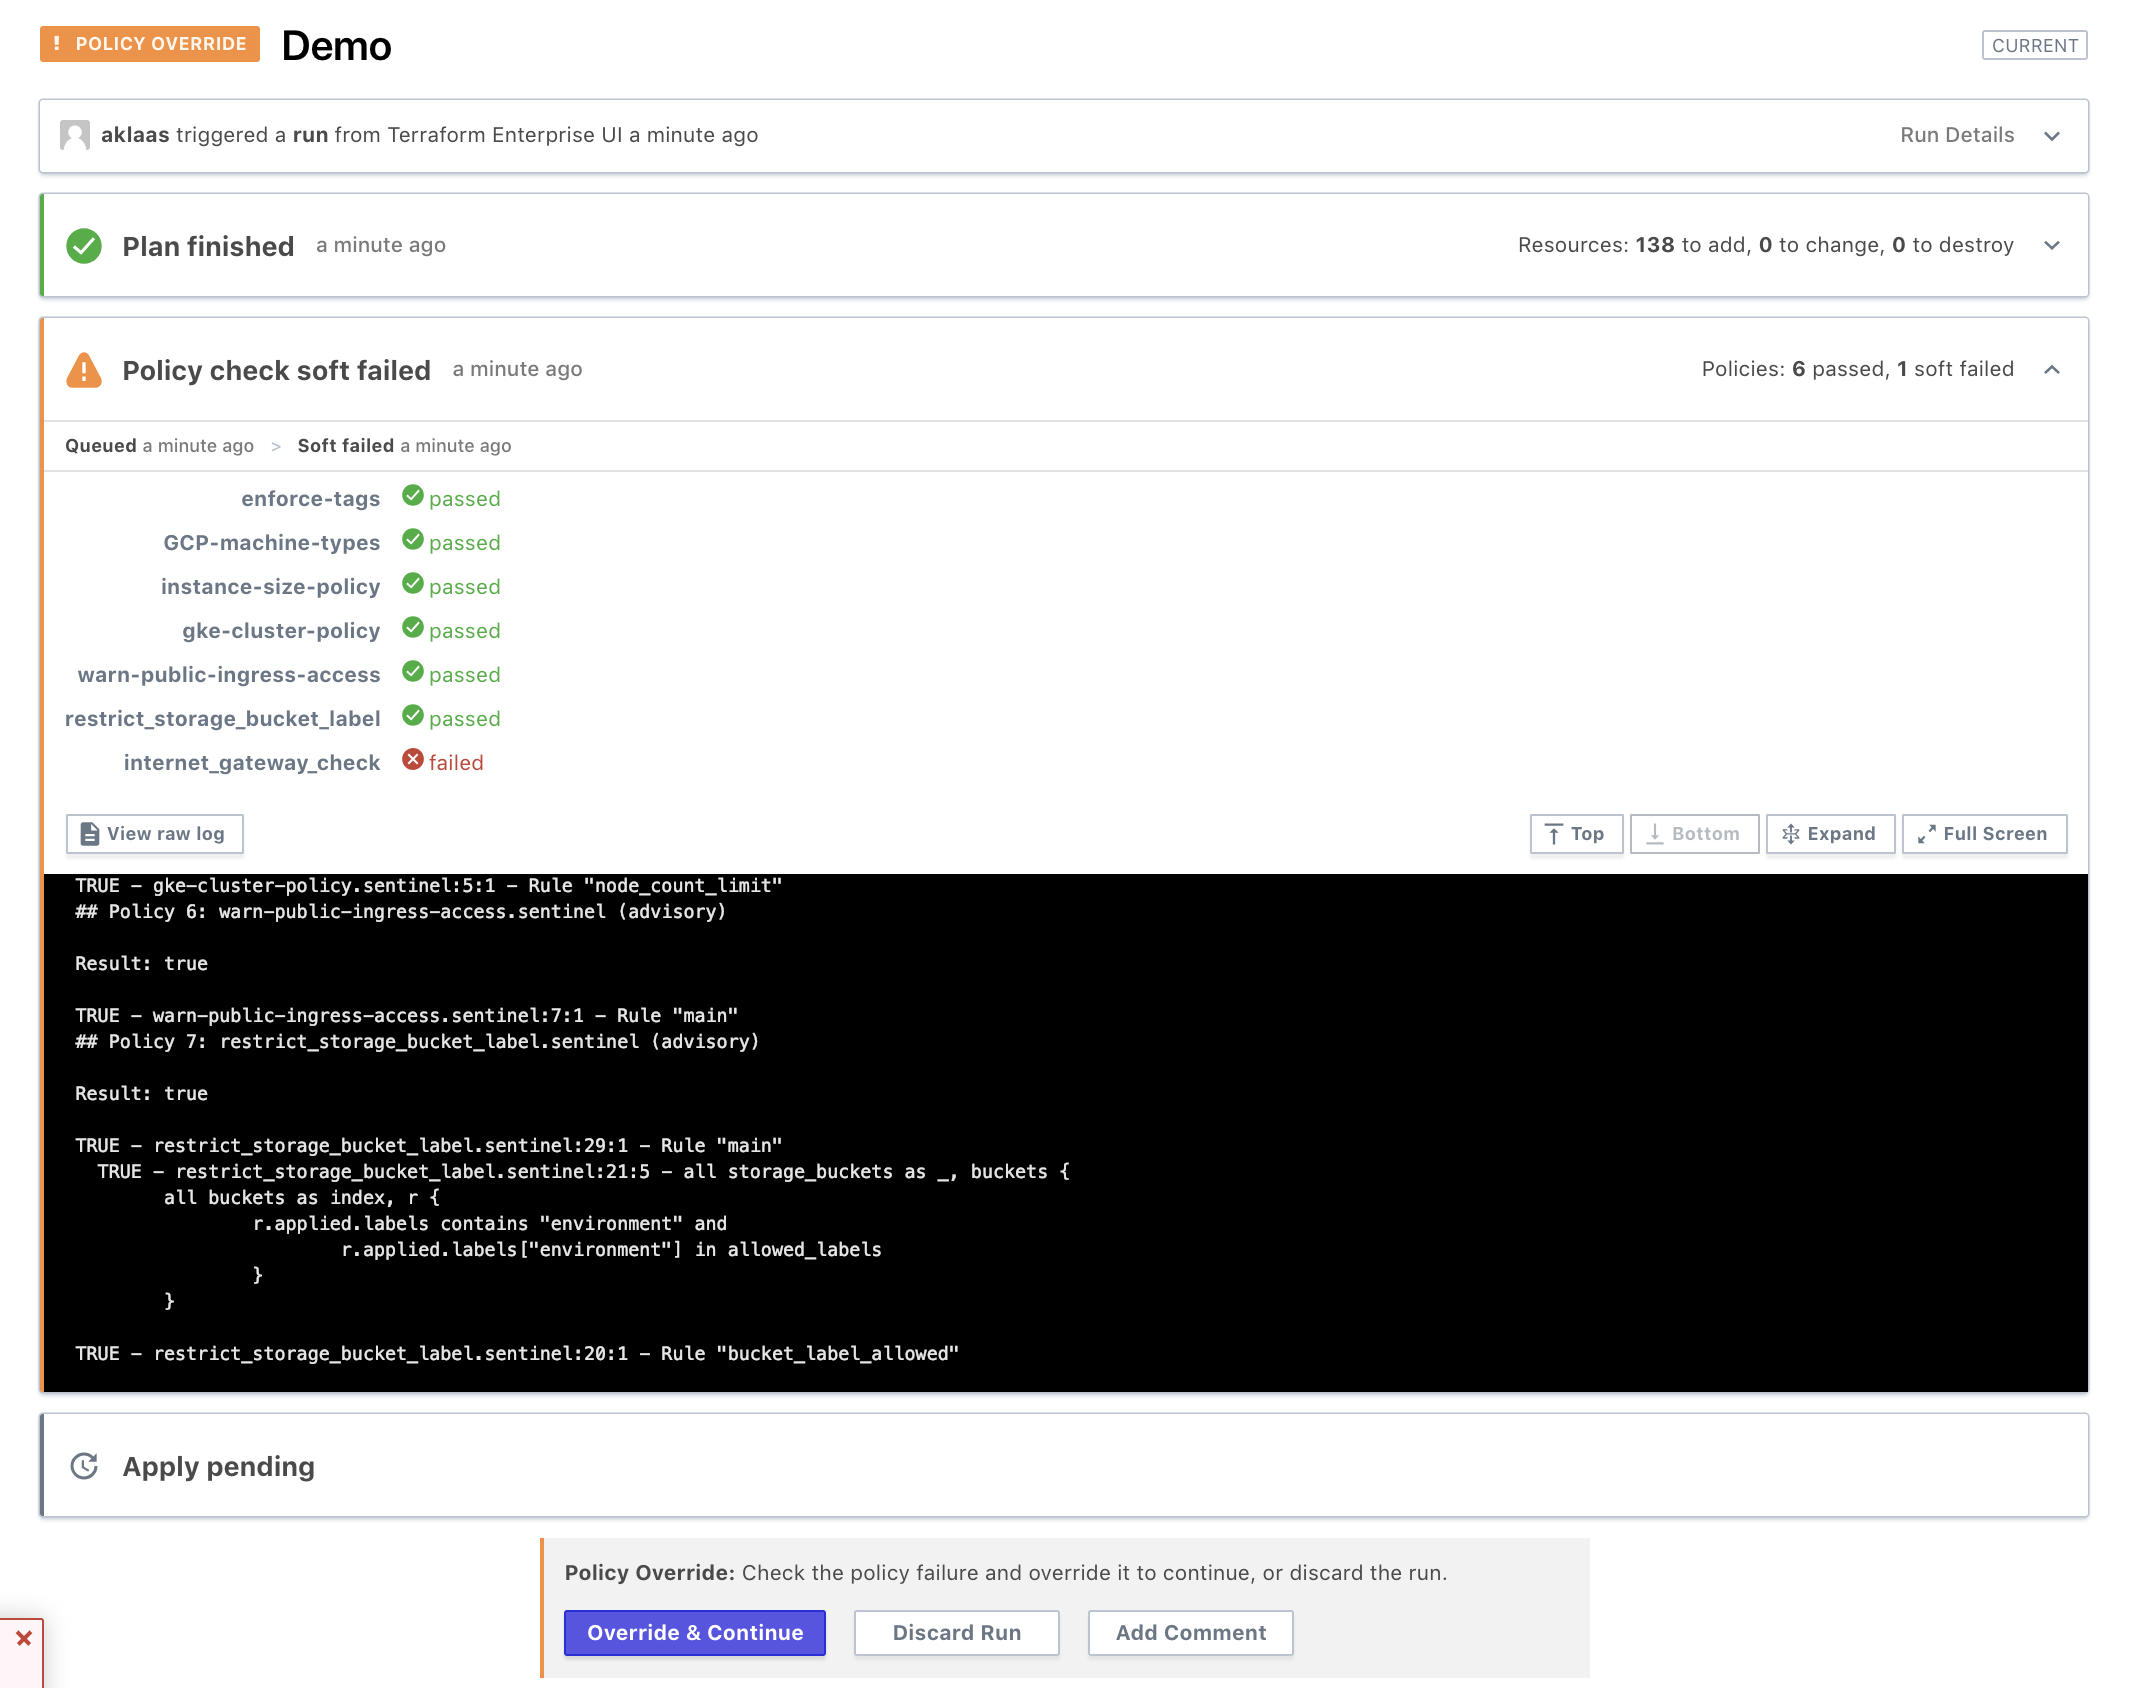 ! POLICY OVERRIDE Demo CURRENT
aklaas triggered a run from Terraform Enterprise UI a minute ago Run Details
Plan finished a minute ago Resources: 138 to add, 0 to change, 0 to destroy
Policy check soft failed a minute ago Policies: 6 passed, 1 soft failed
Queued a minute ago > Soft failed a minute ago
enforce-tags passed
GCP-machine-types passed
instance-size-policy passed
gke-cluster-policy passed
warn-public-ingress-access passed
restrict_storage_bucket_label passed
internet_gateway_check failed
View raw log Top Bottom Expand Full Screen
TRUE - gke-cluster-policy.sentinel:5:1 - Rule "node_count_limit"
## Policy 6: warn-public-ingress-access.sentinel (advisory)
Result: true
TRUE - warn-public-ingress-access.sentinel:7:1 - Rule "main"
## Policy 7: restrict_storage_bucket_label.sentinel (advisory)
Result: true
TRUE - restrict_storage_bucket_label.sentinel:29:1 - Rule "main"
TRUE - restrict_storage_bucket_label.sentinel:21:5 - all storage_buckets as _, buckets {
all buckets as index, r {
r.applied.labels contains "environment" and
r.applied.labels["environment"] in allowed_labels
}
}
TRUE - restrict_storage_bucket_label.sentinel:20:1 - Rule "bucket_label_allowed"
Apply pending
Policy Override: Check the policy failure and override it to continue, or discard the run.
Override & Continue Discard Run Add Comment